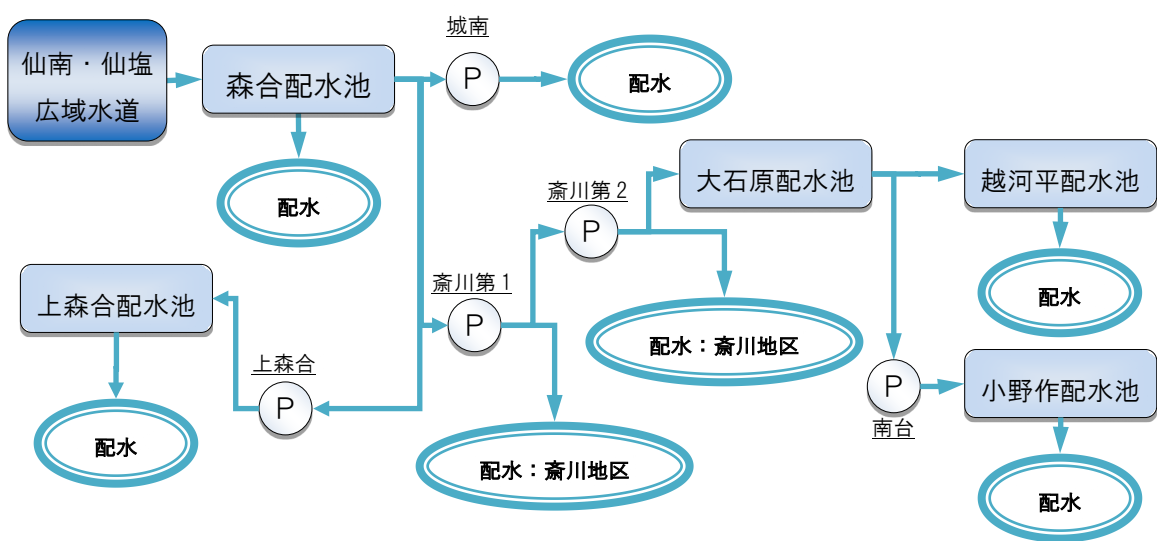 仙南・仙塩
広域水道
森合配水池
城南
P
配水
配水
斎川第2
P
大石原配水池
越河平配水池
配水
上森合配水池
斎川第1
P
配水：斎川地区
上森合
P
南台
P
小野作配水池
配水
配水：斎川地区
配水